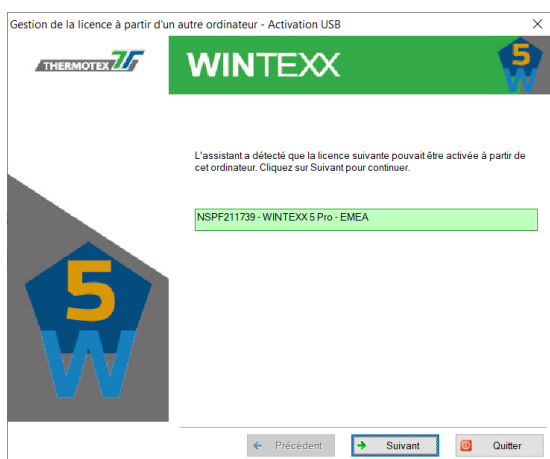 Gestion de la licence à partir d'un autre ordinateur - Activation USB
THERMOTEX
WINTEXX
5
W
L'assistant a détecté que la licence suivante pouvait être activée à partir de
cet ordinateur. Cliquez sur Suivant pour continuer.
NSPF211739 - WINTEXX 5 Pro - EMEA
5
W
Précédent
Suivant
Quitter